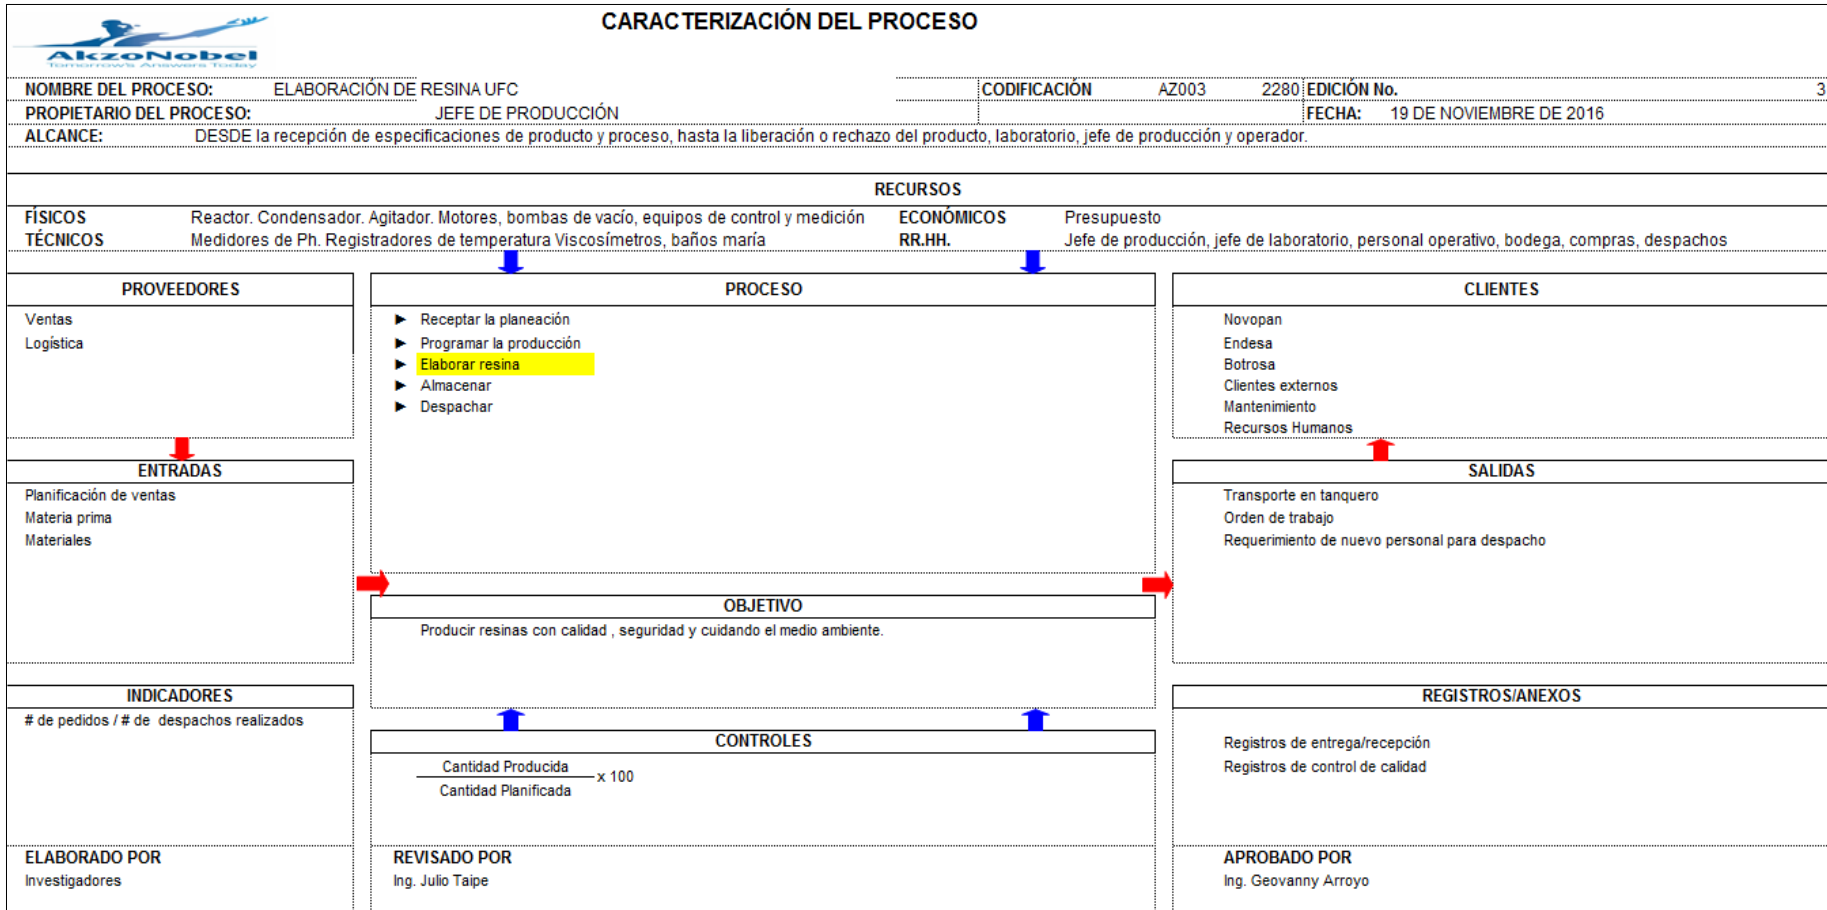 CARACTERIZACIÓN DEL PROCESO
AkzoNobel
Tomorrow's Answers Today
NOMBRE DEL PROCESO: ELABORACIÓN DE RESINA UFC CODIFICACIÓN AZ003 2280 EDICIÓN No. 3
PROPIETARIO DEL PROCESO: JEFE DE PRODUCCIÓN FECHA: 19 DE NOVIEMBRE DE 2016
ALCANCE: DESDE la recepción de especificaciones de producto y proceso, hasta la liberación o rechazo del producto, laboratorio, jefe de producción y operador.
RECURSOS
FÍSICOS Reactor. Condensador. Agitador. Motores, bombas de vacío, equipos de control y medición ECONÓMICOS Presupuesto
TÉCNICOS Medidores de Ph. Registradores de temperatura Viscosímetros, baños maría RR.HH. Jefe de producción, jefe de laboratorio, personal operativo, bodega, compras, despachos
PROVEEDORES
Ventas
Logística
ENTRADAS
Planificación de ventas
Materia prima
Materiales
INDICADORES
# de pedidos / # de despachos realizados
PROCESO
► Receptar la planeación
► Programar la producción
► Elaborar resina
► Almacenar
► Despachar
OBJETIVO
Producir resinas con calidad , seguridad y cuidando el medio ambiente.
CONTROLES
Cantidad Producida
x 100
Cantidad Planificada
CLIENTES
Novopan
Endesa
Botrosa
Clientes externos
Mantenimiento
Recursos Humanos
SALIDAS
Transporte en tanquero
Orden de trabajo
Requerimiento de nuevo personal para despacho
REGISTROS/ANEXOS
Registros de entrega/recepción
Registros de control de calidad
ELABORADO POR
Investigadores
REVISADO POR
Ing. Julio Taipe
APROBADO POR
Ing. Geovanny Arroyo